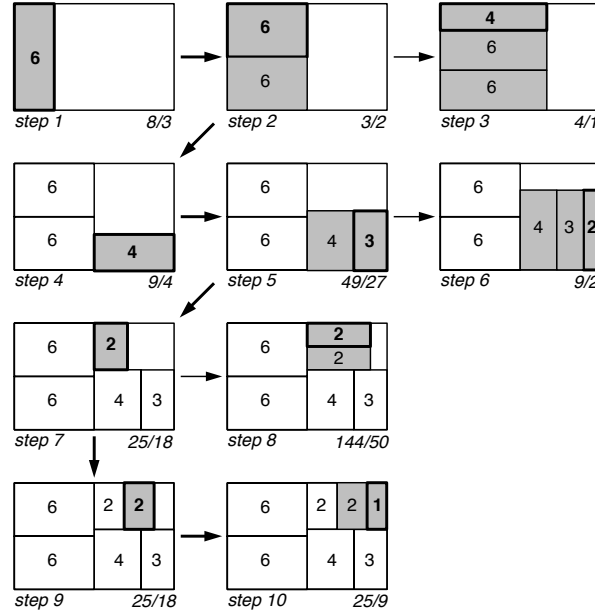 6
step 1 8/3
6
6
step 2 3/2
4
6
6
step 3 4/1
6
6
4
step 4 9/4
6
6
4 3
step 5 49/27
6
6
4 3 2
step 6 9/2
6 2
6 4 3
step 7 25/18
6 2
2
6 4 3
step 8 144/50
6 2 2
6 4 3
step 9 25/18
6 2 2 1
6 4 3
step 10 25/9